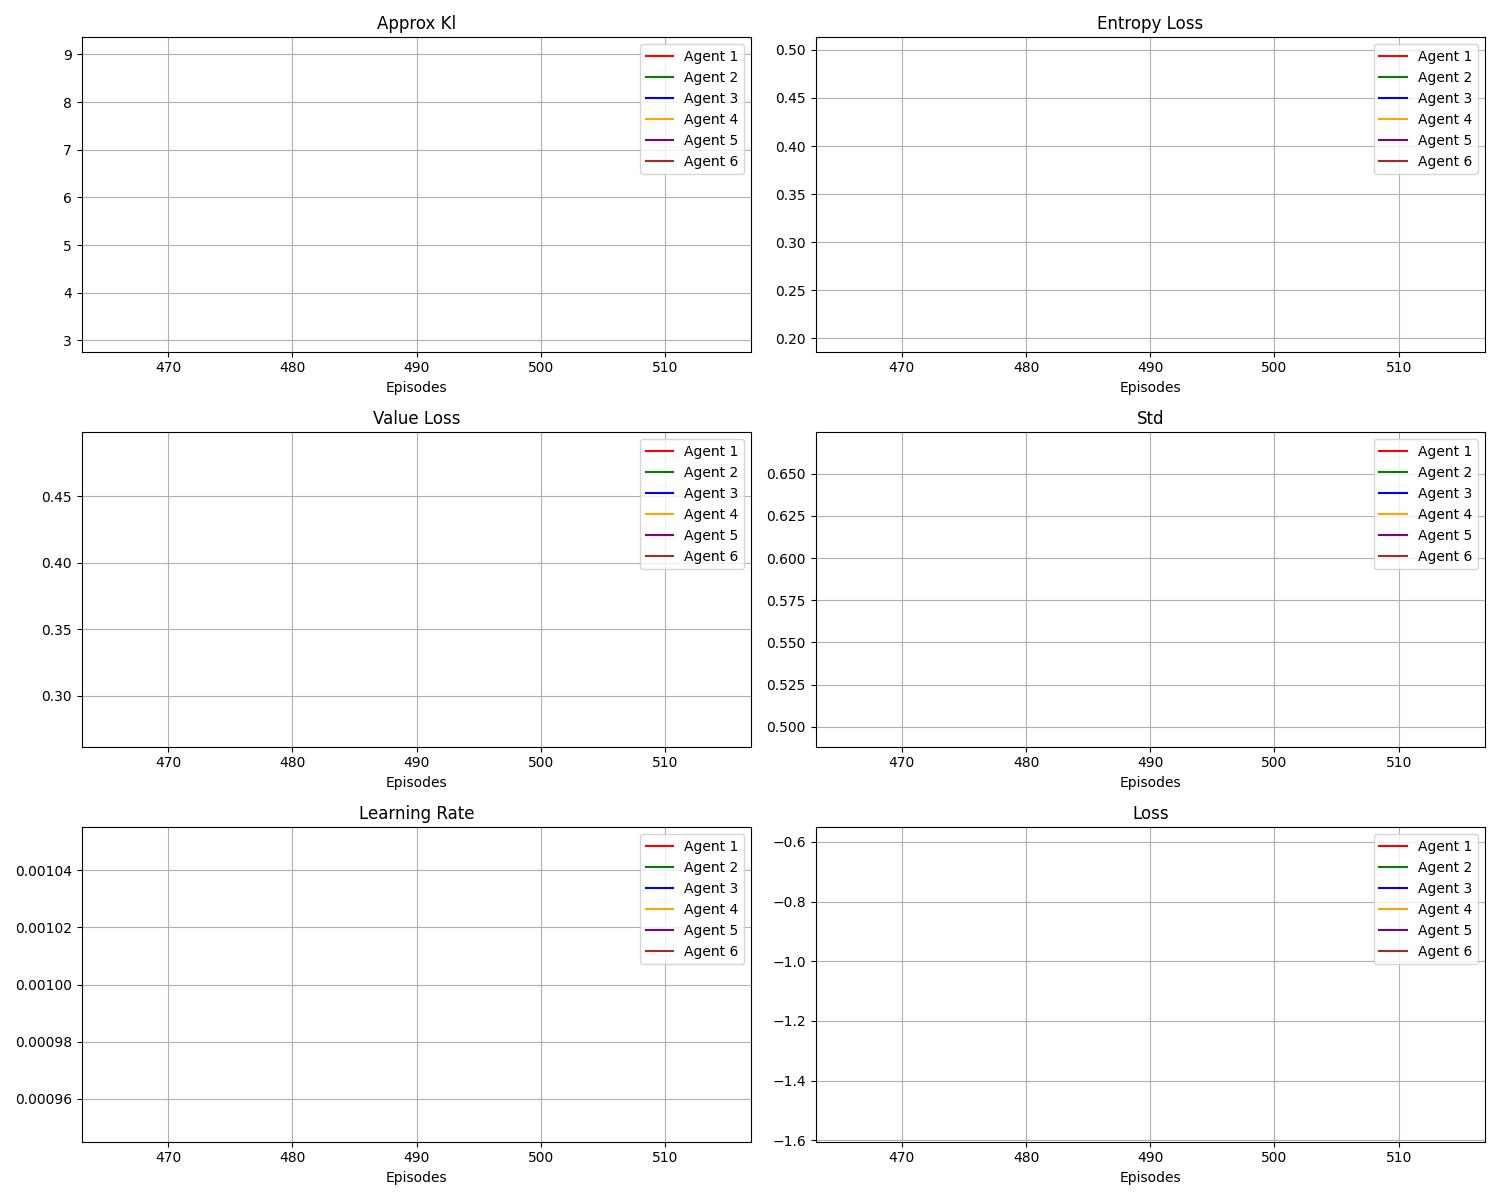 Approx Kl
9
8
7
6
5
4
3
470 480 490 500 510
Episodes
Agent 1
Agent 2
Agent 3
Agent 4
Agent 5
Agent 6
Entropy Loss
0.50
0.45
0.40
0.35
0.30
0.25
0.20
470 480 490 500 510
Episodes
Agent 1
Agent 2
Agent 3
Agent 4
Agent 5
Agent 6
Value Loss
0.45
0.40
0.35
0.30
470 480 490 500 510
Episodes
Agent 1
Agent 2
Agent 3
Agent 4
Agent 5
Agent 6
Std
0.650
0.625
0.600
0.575
0.550
0.525
0.500
470 480 490 500 510
Episodes
Agent 1
Agent 2
Agent 3
Agent 4
Agent 5
Agent 6
Learning Rate
0.00104
0.00102
0.00100
0.00098
0.00096
470 480 490 500 510
Episodes
Agent 1
Agent 2
Agent 3
Agent 4
Agent 5
Agent 6
Loss
−0.6
−0.8
−1.0
−1.2
−1.4
−1.6
470 480 490 500 510
Episodes
Agent 1
Agent 2
Agent 3
Agent 4
Agent 5
Agent 6